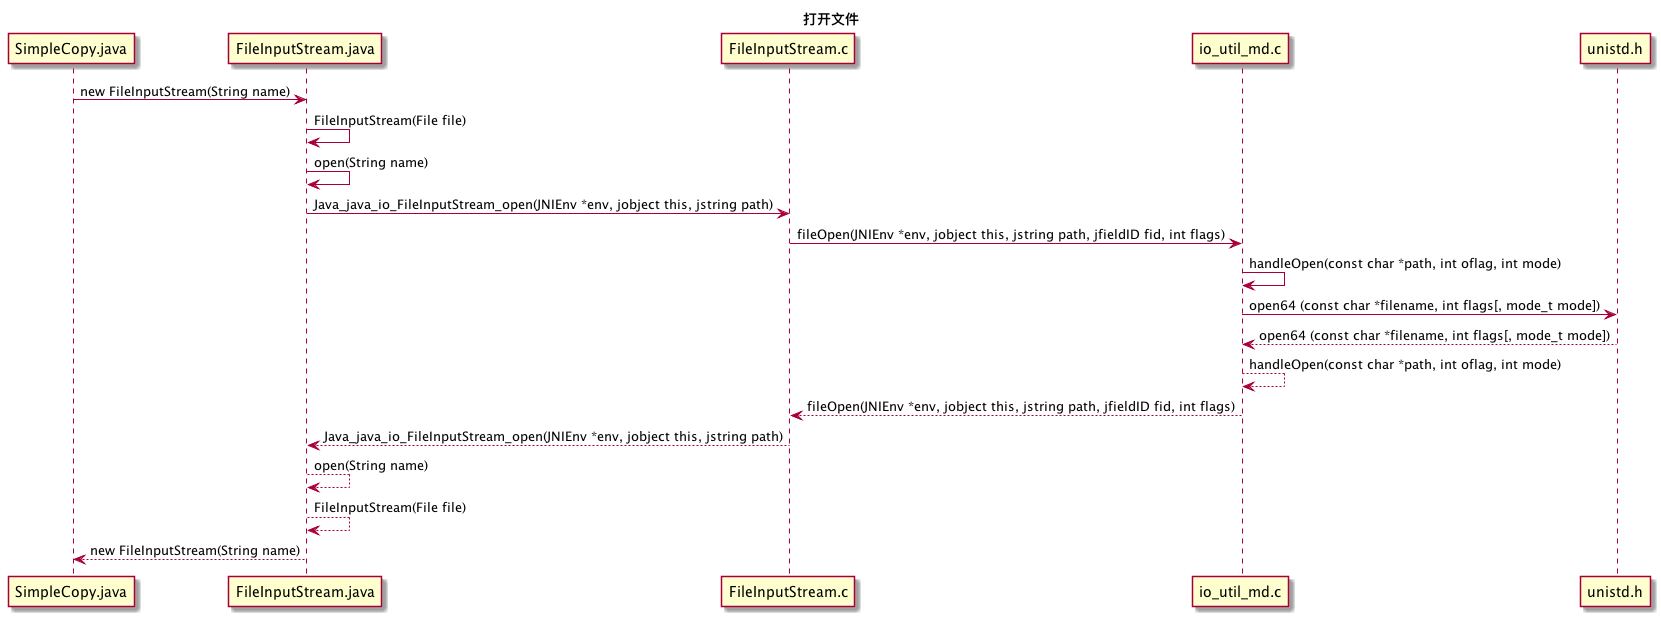 打开文件
SimpleCopy.java FileInputStream.java FileInputStream.c io_util_md.c unistd.h
new FileInputStream(String name)
FileInputStream(File file)
open(String name)
Java_java_io_FileInputStream_open(JNIEnv *env, jobject this, jstring path)
fileOpen(JNIEnv *env, jobject this, jstring path, jfieldID fid, int flags)
handleOpen(const char *path, int oflag, int mode)
open64 (const char *filename, int flags[, mode_t mode])
open64 (const char *filename, int flags[, mode_t mode])
handleOpen(const char *path, int oflag, int mode)
fileOpen(JNIEnv *env, jobject this, jstring path, jfieldID fid, int flags)
Java_java_io_FileInputStream_open(JNIEnv *env, jobject this, jstring path)
open(String name)
FileInputStream(File file)
new FileInputStream(String name)
SimpleCopy.java FileInputStream.java FileInputStream.c io_util_md.c unistd.h